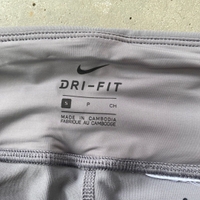 DRI-FIT
S P CH
MADE IN CAMBODIA
FABRIQUÉ AU CAMBODGE